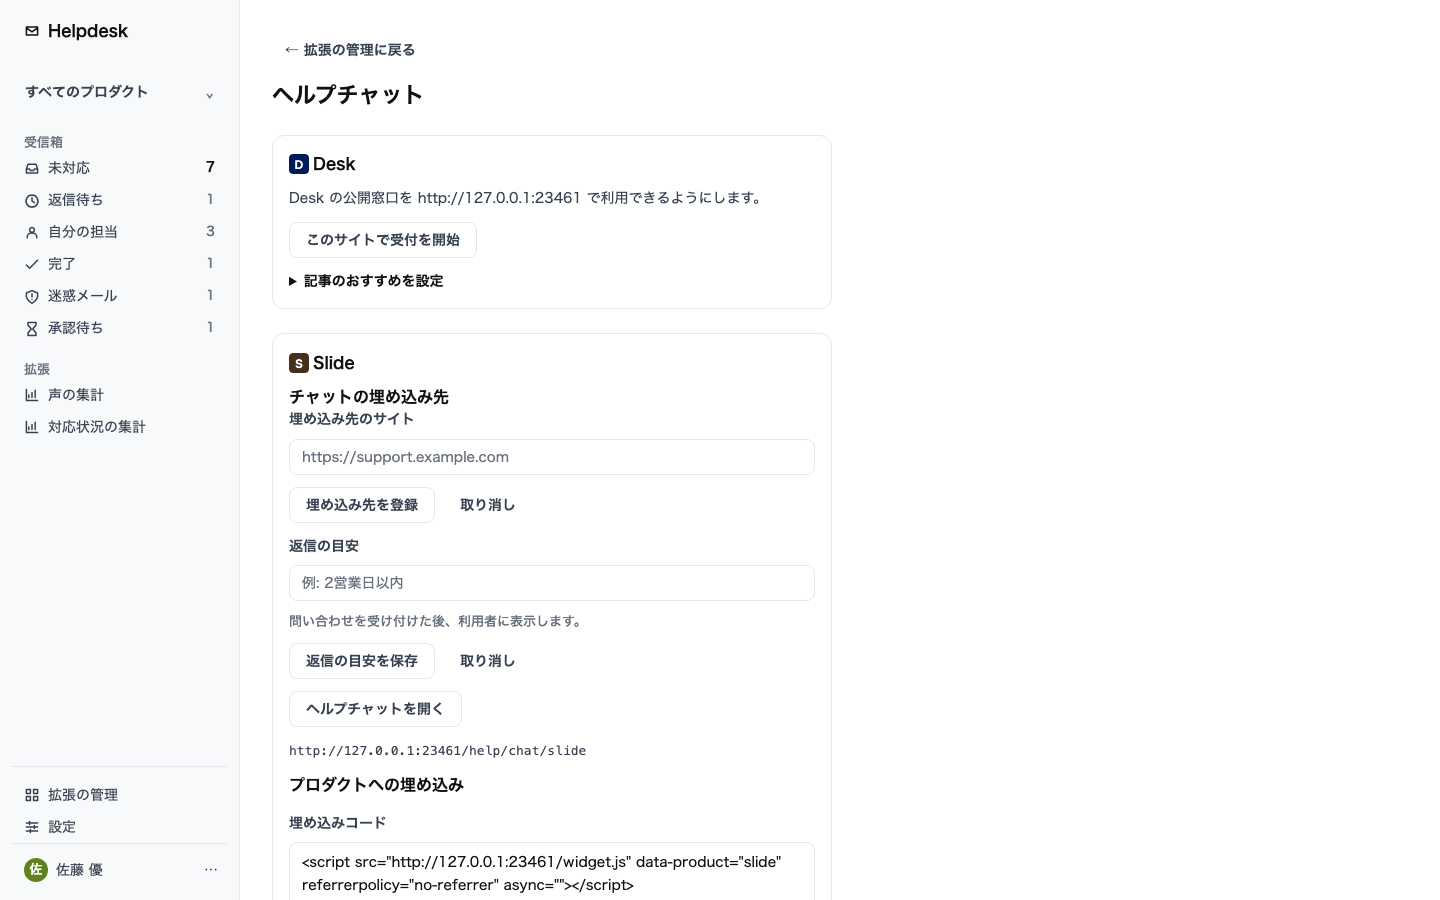 Helpdesk
すべてのプロダクト
受信箱
未対応 7
返信待ち 1
自分の担当 3
完了 1
迷惑メール 1
承認待ち 1
拡張
声の集計
対応状況の集計
拡張の管理
設定
佐 佐藤 優 …
← 拡張の管理に戻る
ヘルプチャット
D Desk
Desk の公開窓口を http://127.0.0.1:23461 で利用できるようにします。
このサイトで受付を開始
▶ 記事のおすすめを設定
S Slide
チャットの埋め込み先
埋め込み先のサイト
https://support.example.com
埋め込み先を登録 取り消し
返信の目安
例: 2営業日以内
問い合わせを受け付けた後、利用者に表示します。
返信の目安を保存 取り消し
ヘルプチャットを開く
http://127.0.0.1:23461/help/chat/slide
プロダクトへの埋め込み
埋め込みコード
<script src="http://127.0.0.1:23461/widget.js" data-product="slide"
referrerpolicy="no-referrer" async=""></script>